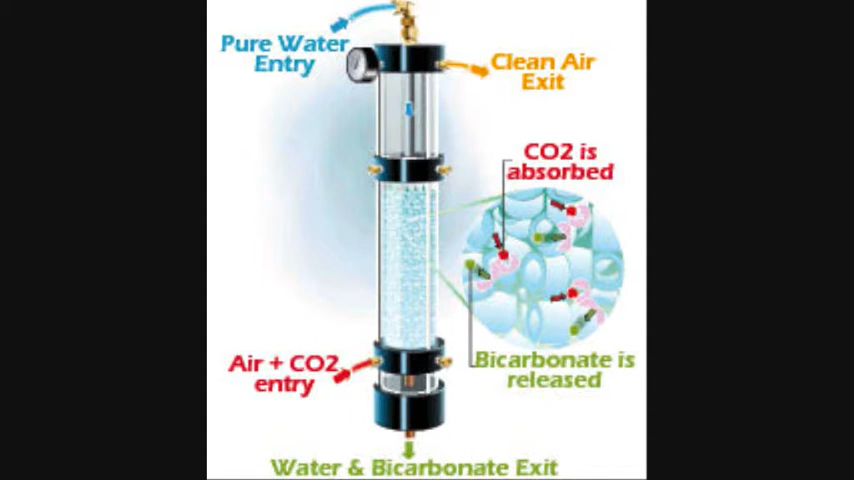 Pure Water
Entry
Clean Air
Exit
CO2 is
absorbed
Air + CO2
entry
Bicarbonate is
released
Water & Bicarbonate Exit